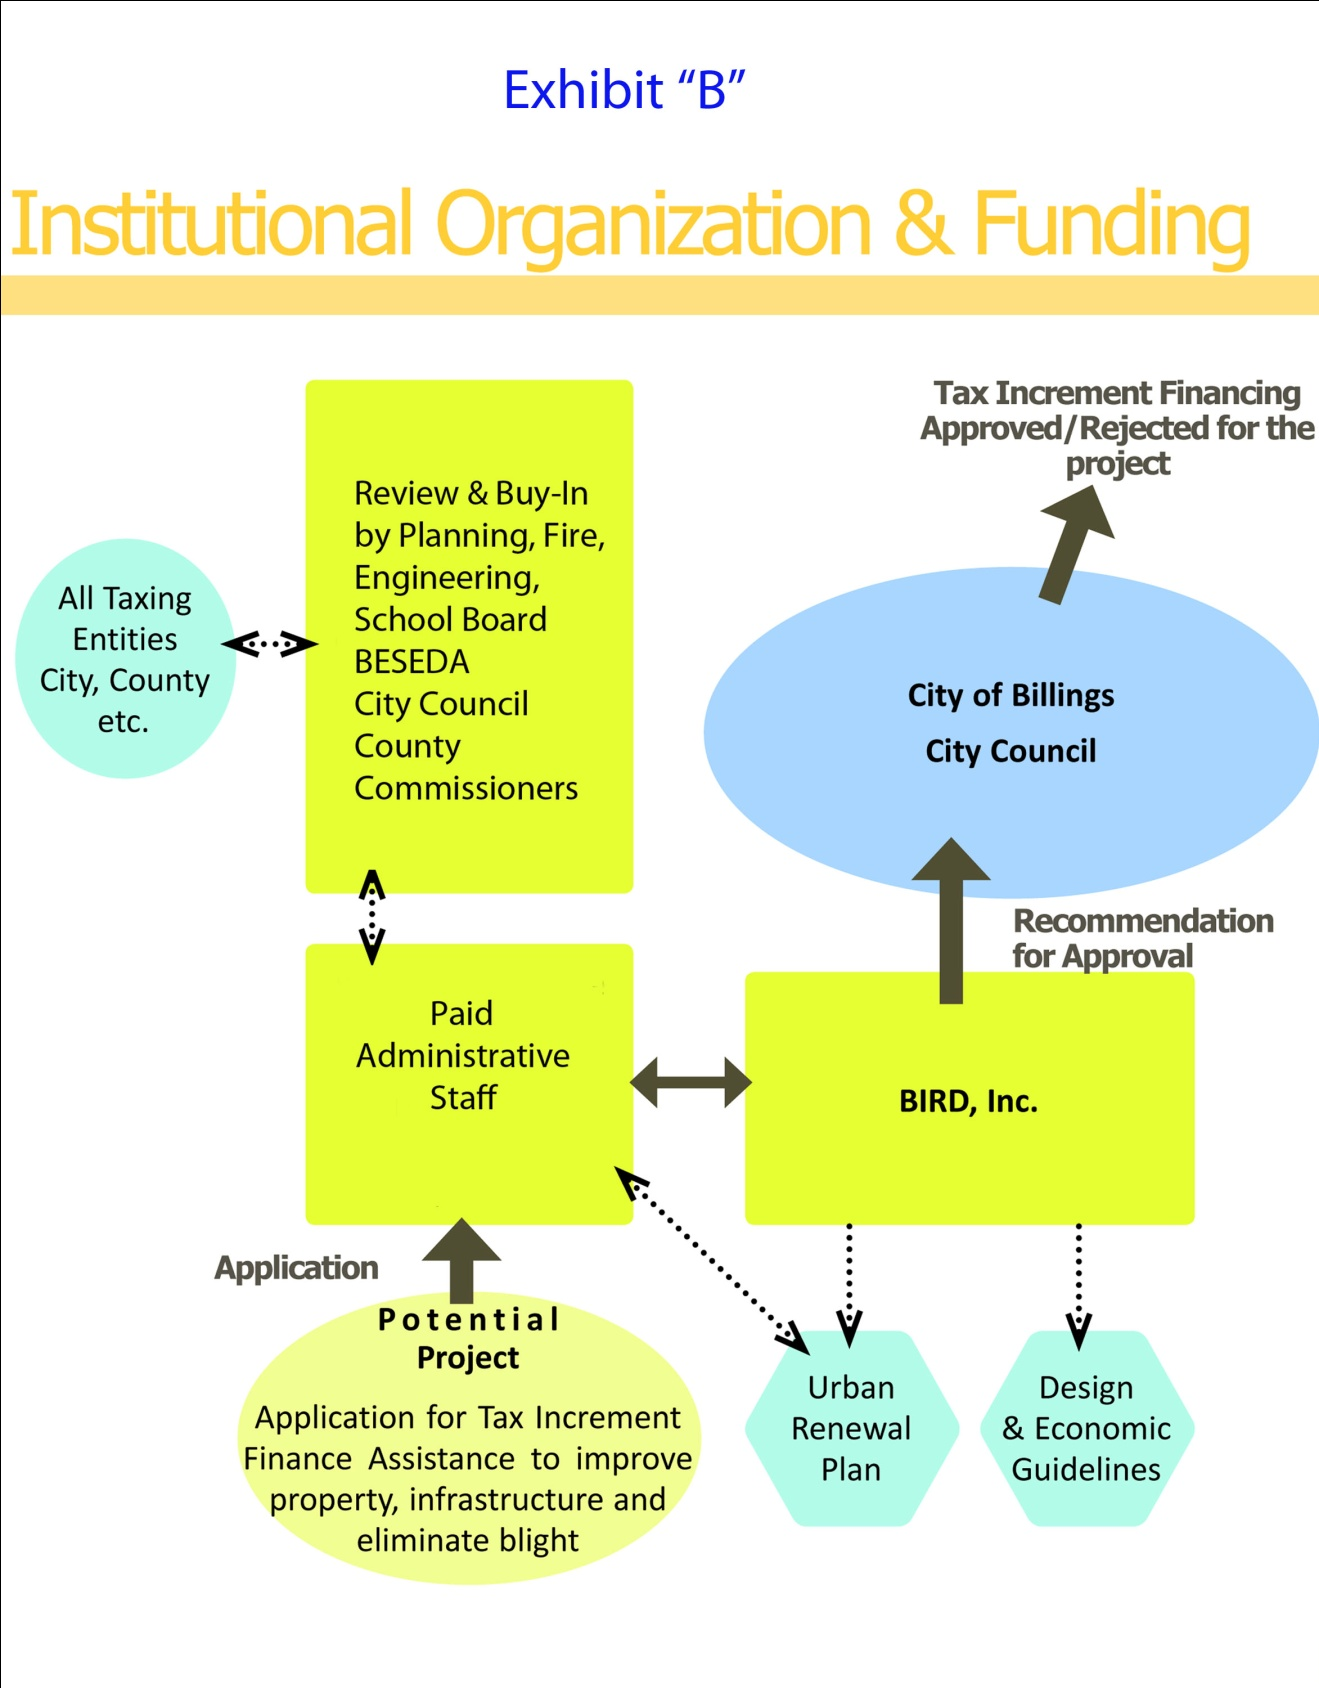 Exhibit “B”
Institutional Organization & Funding
Tax Increment Financing
Approved/Rejected for the
project
Review & Buy-In
by Planning, Fire,
Engineering,
School Board
BESEDA
City Council
County
Commissioners
All Taxing
Entities
City, County
etc.
City of Billings
City Council
Recommendation
for Approval
Paid
Administrative
Staff
BIRD, Inc.
Application
Potential
Project
Application for Tax Increment
Finance Assistance to improve
property, infrastructure and
eliminate blight
Urban
Renewal
Plan
Design
& Economic
Guidelines